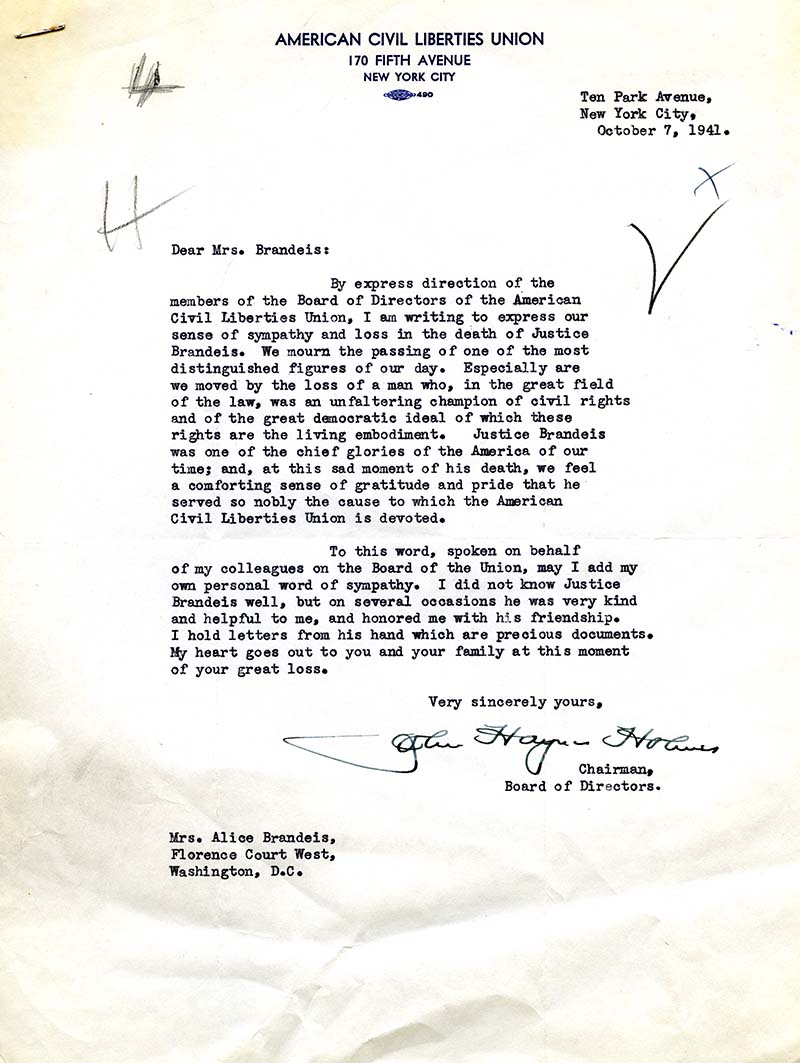 AMERICAN CIVIL LIBERTIES UNION
170 FIFTH AVENUE
NEW YORK CITY
490
Ten Park Avenue,
New York City,
October 7, 1941.
H
Dear Mrs. Brandeis:
By express direction of the
members of the Board of Directors of the American
Civil Liberties Union, I am writing to express our
sense of sympathy and loss in the death of Justice
Brandeis. We mourn the passing of one of the most
distinguished figures of our day. Especially are
we moved by the loss of a man who, in the great field
of the law, was an unfaltering champion of civil rights
and of the great democratic ideal of which these
rights are the living embodiment. Justice Brandeis
was one of the chief glories of the America of our
time; and, at this sad moment of his death, we feel
a comforting sense of gratitude and pride that he
served so nobly the cause to which the American
Civil Liberties Union is devoted.
To this word, spoken on behalf
of my colleagues on the Board of the Union, may I add my
own personal word of sympathy. I did not know Justice
Brandeis well, but on several occasions he was very kind
and helpful to me, and honored me with his friendship.
I hold letters from his hand which are precious documents.
My heart goes out to you and your family at this moment
of your great loss.
Very sincerely yours,
John Haynes Holmes
Chairman,
Board of Directors.
Mrs. Alice Brandeis,
Florence Court West,
Washington, D.C.